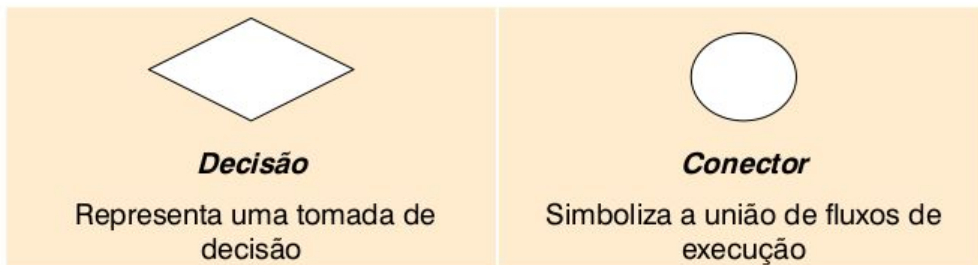 Decisão
Representa uma tomada de
decisão
Conector
Simboliza a união de fluxos de
execução